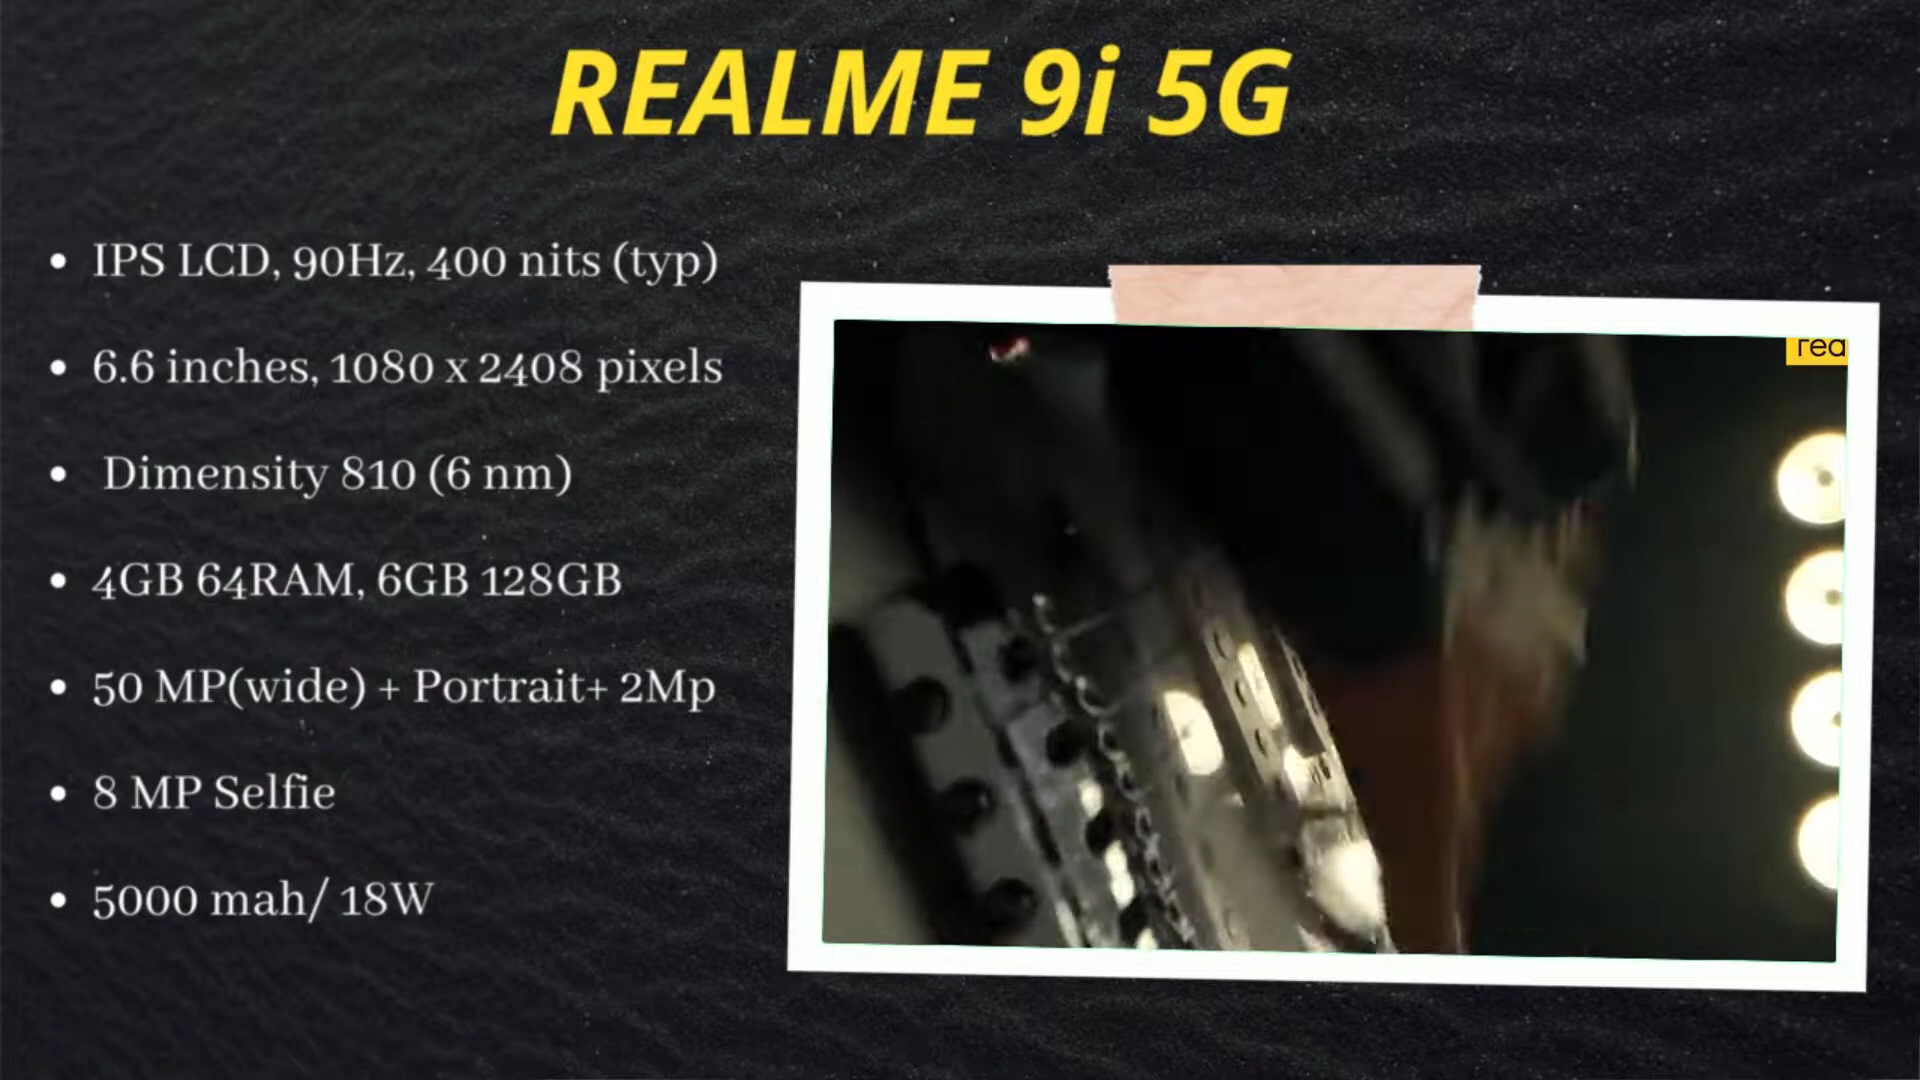 REALME 9i 5G
IPS LCD, 90Hz, 400 nits (typ)
6.6 inches, 1080 x 2408 pixels
Dimensity 810 (6 nm)
4GB 64RAM, 6GB 128GB
50 MP(wide) + Portrait+ 2Mp
8 MP Selfie
5000 mah/ 18W
rea